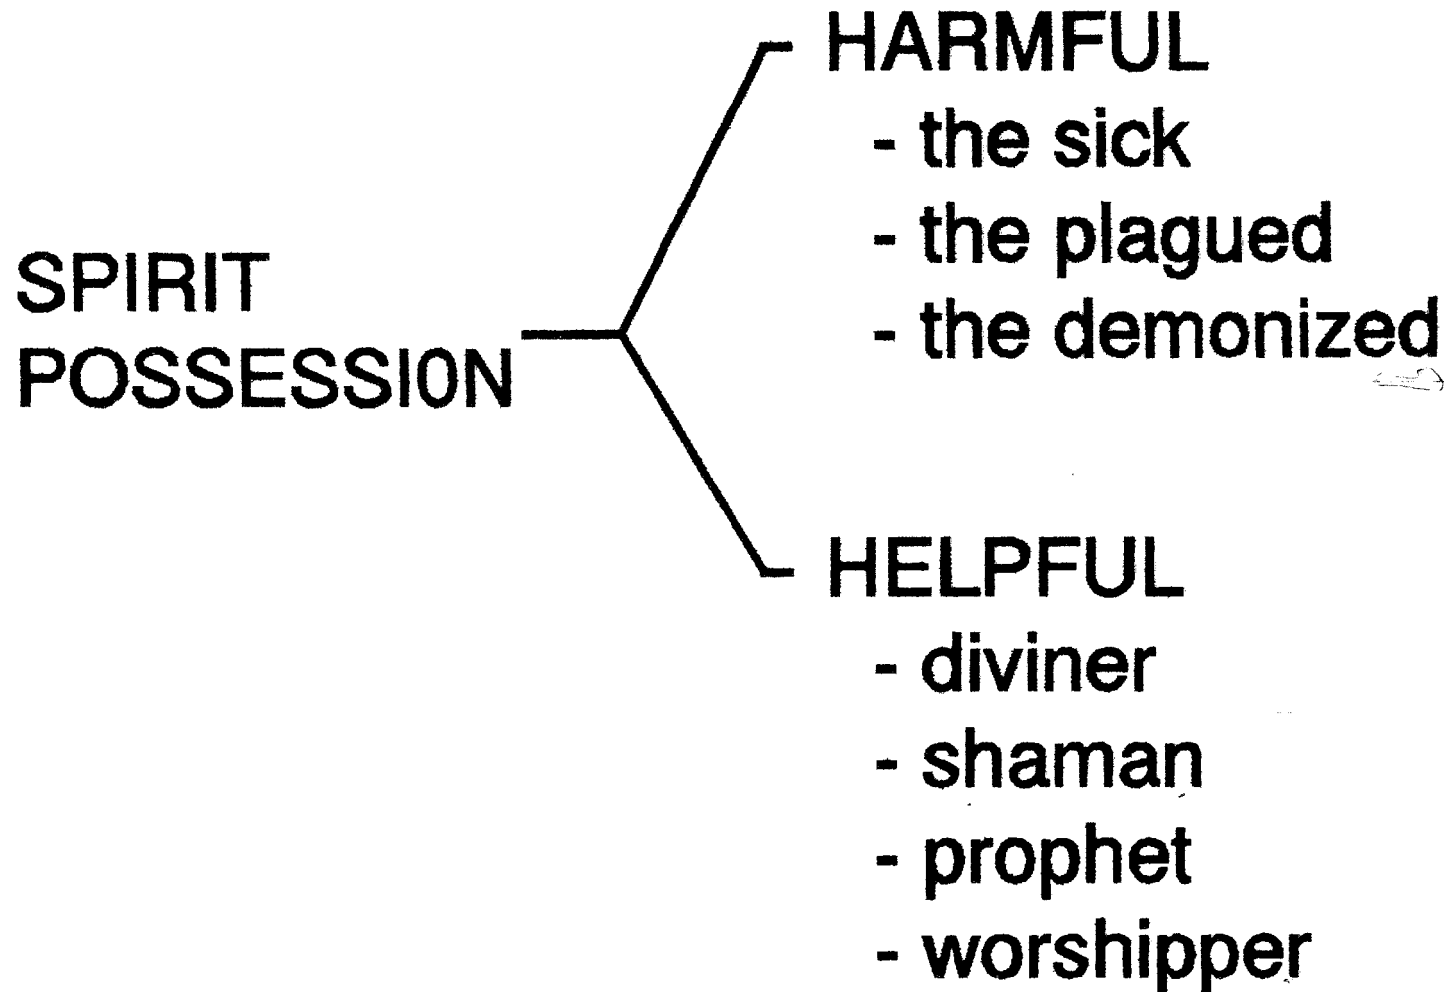 HARMFUL
- the sick
- the plagued
- the demonized
SPIRIT
POSSESSION
HELPFUL
- diviner
- shaman
- prophet
- worshipper